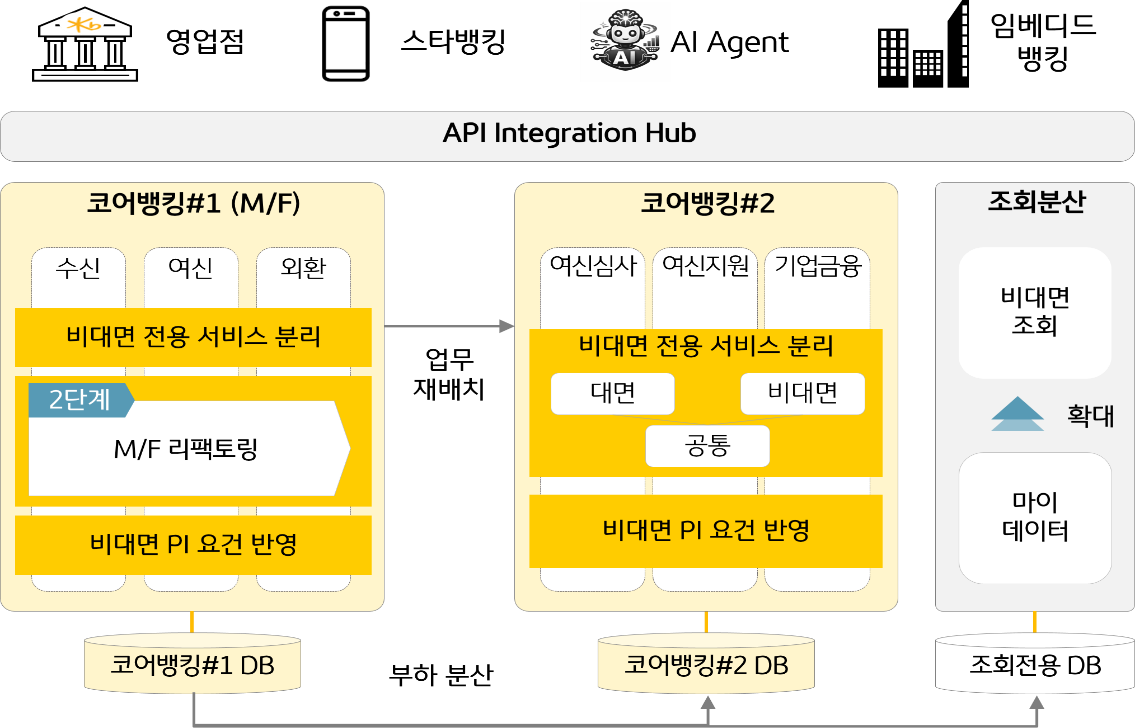 영업점
스타뱅킹
AI
AI Agent
임베디드
뱅킹
API Integration Hub
코어뱅킹#1 (M/F)
수신
여신
외환
비대면 전용 서비스 분리
2단계
M/F 리팩토링
비대면 PI 요건 반영
업무
재배치
코어뱅킹#2
여신심사
여신지원
기업금융
비대면 전용 서비스 분리
대면
비대면
공통
비대면 PI 요건 반영
조회분산
비대면
조회
확대
마이
데이터
코어뱅킹#1 DB
부하 분산
코어뱅킹#2 DB
조회전용 DB